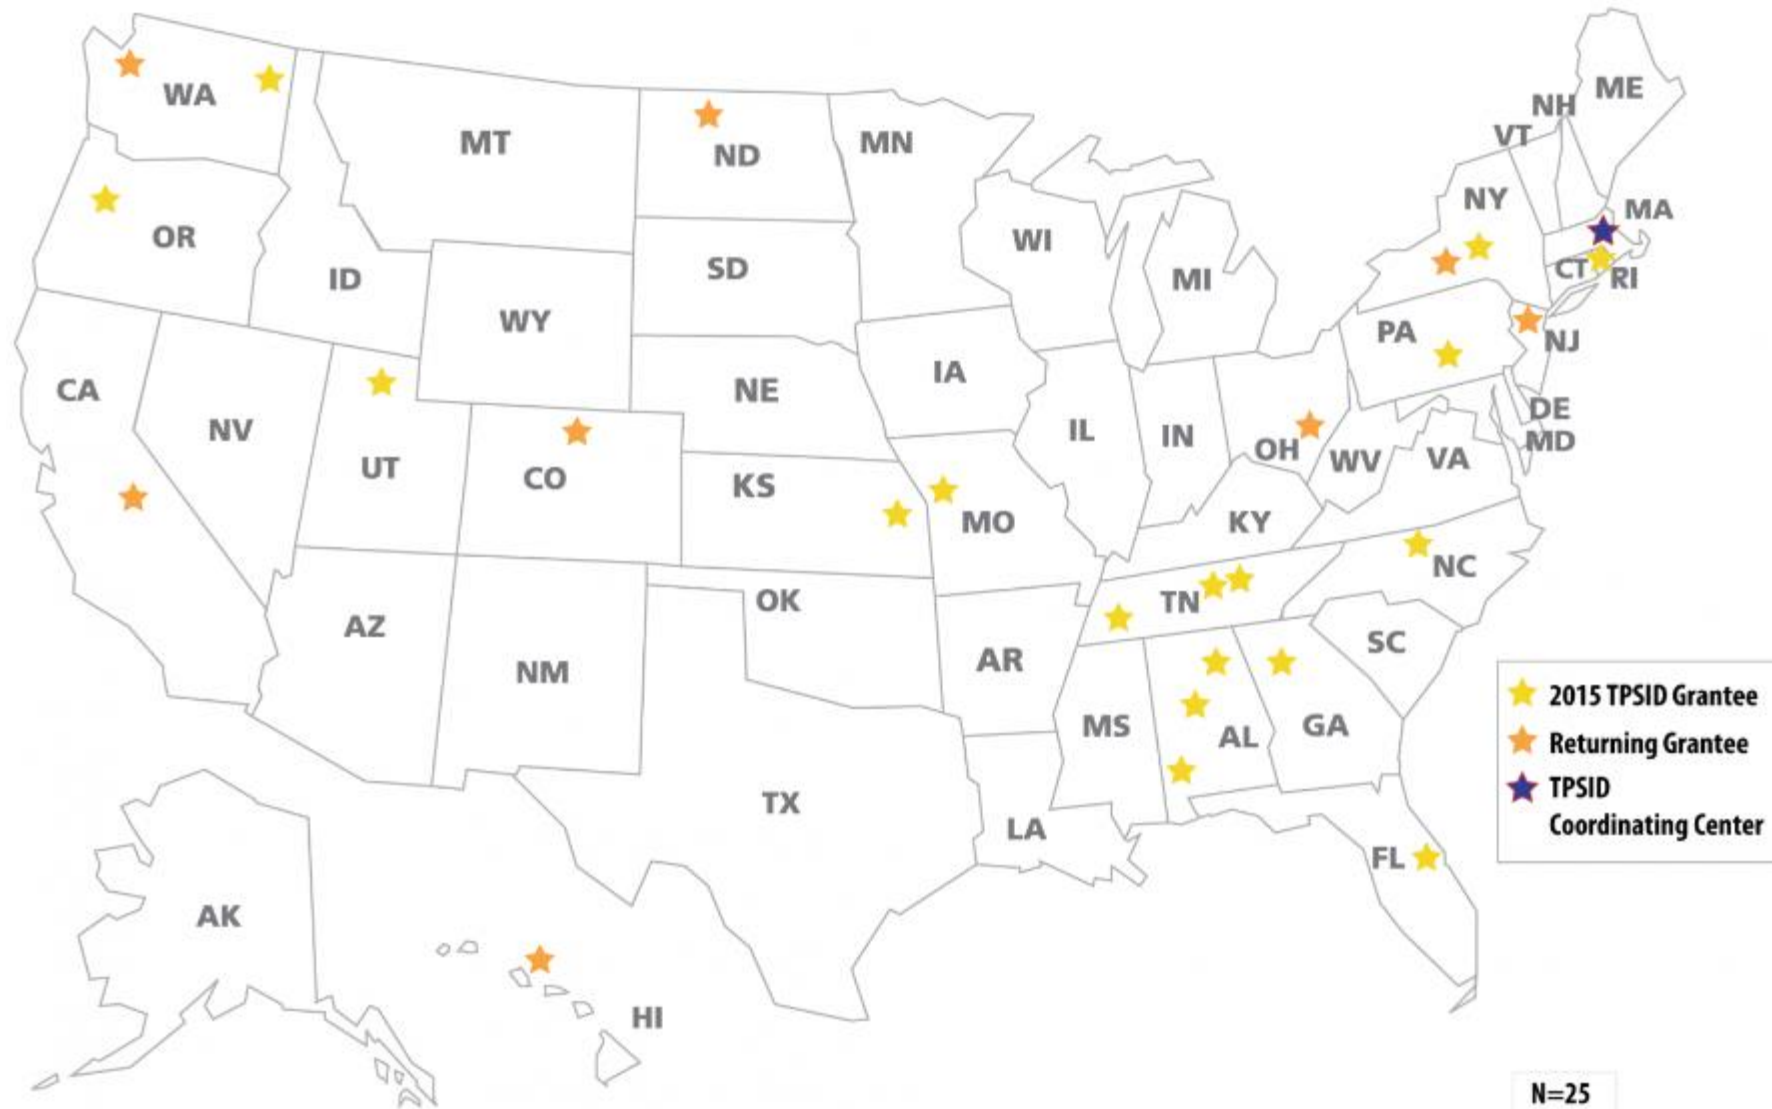 ME
NH
WA
VT
MT
MN
ND
NY
MA
OR
WI
SD
CT
RI
ID
MI
WY
PA
NJ
IA
CA
NE
DE
NV
IL
IN
MD
OH
UT
CO
WV
VA
KS
MO
KY
NC
OK
TN
AZ
SC
AR
NM
2015 TPSID Grantee
MS
AL
GA
Returning Grantee
TPSID
Coordinating Center
TX
LA
FL
AK
HI
N=25